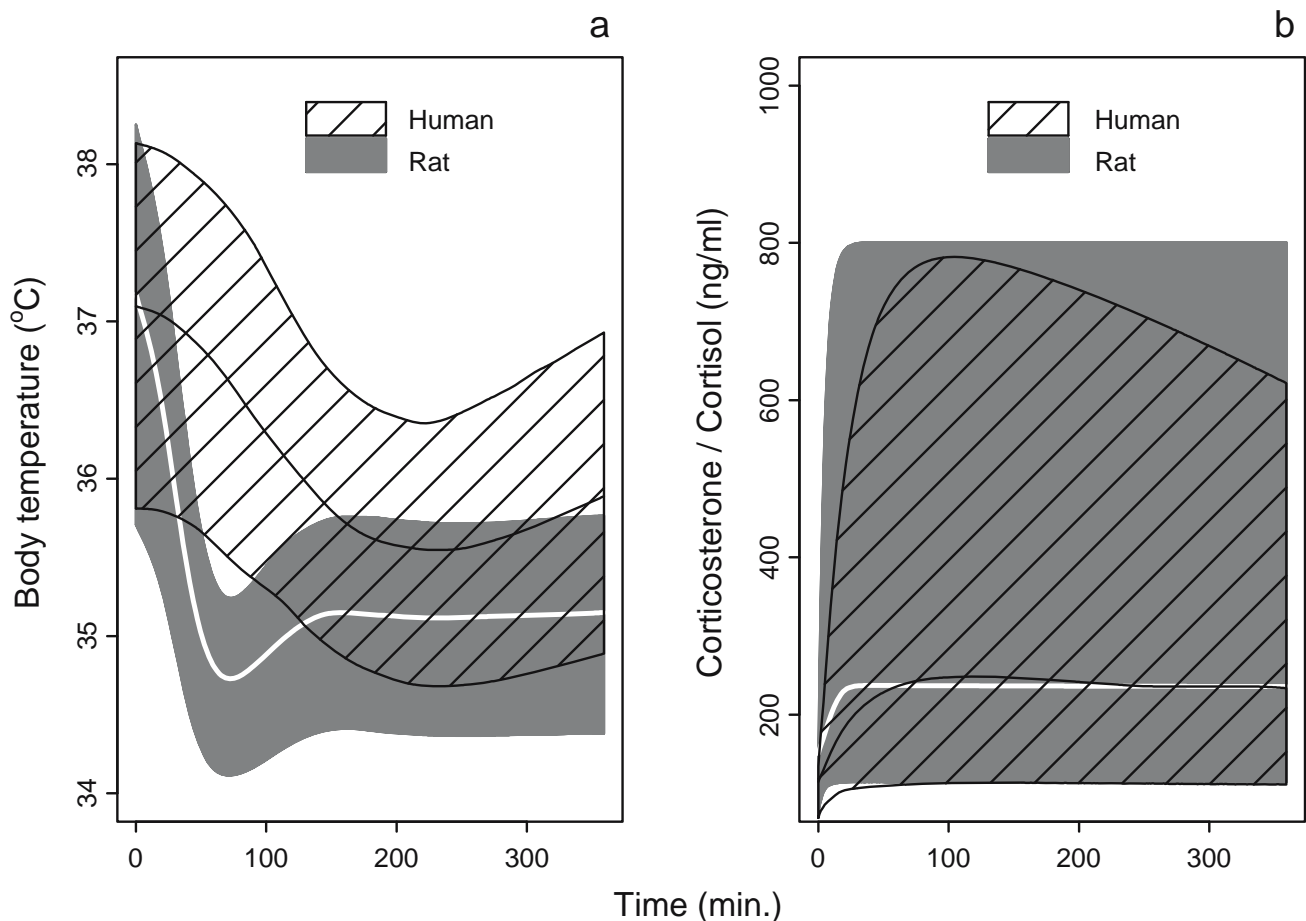 a
Body temperature (°C)
38
37
36
35
34
Human
Rat
0
100
200
300
b
Corticosterone / Cortisol (ng/ml)
1000
800
600
400
200
Human
Rat
0
100
200
300
Time (min.)